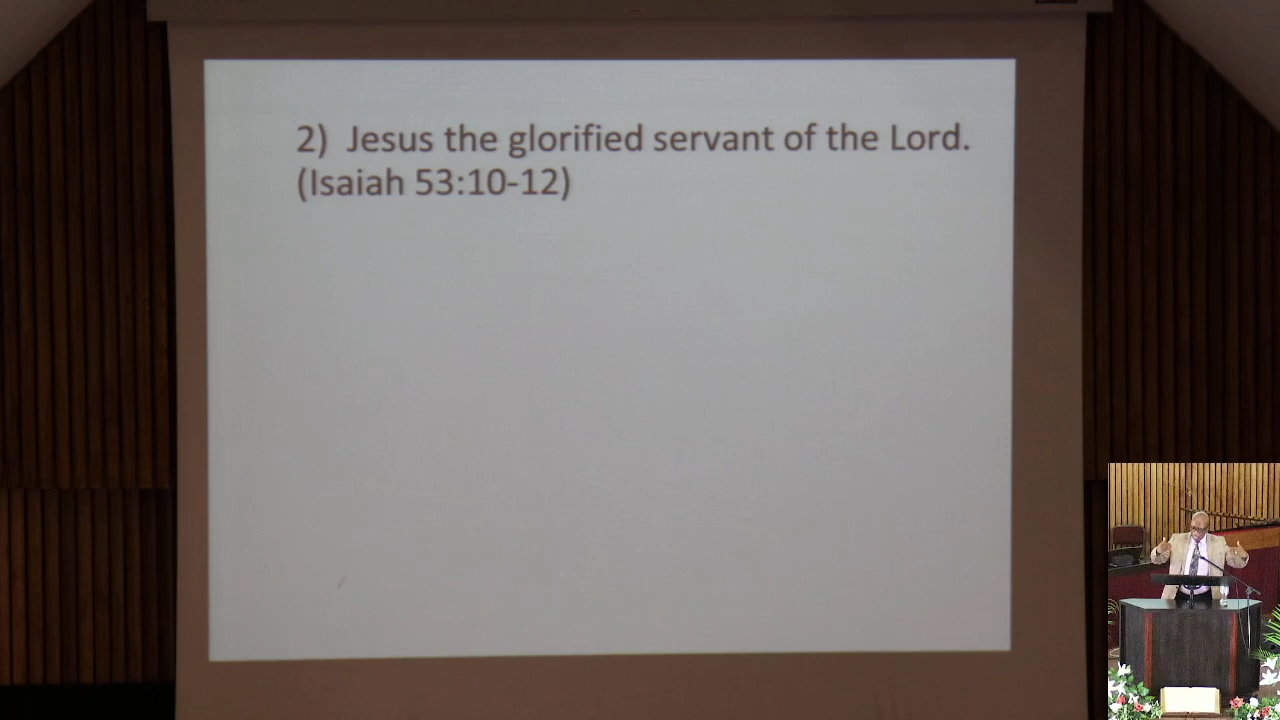 2) Jesus the glorified servant of the Lord.
(Isaiah 53:10-12)